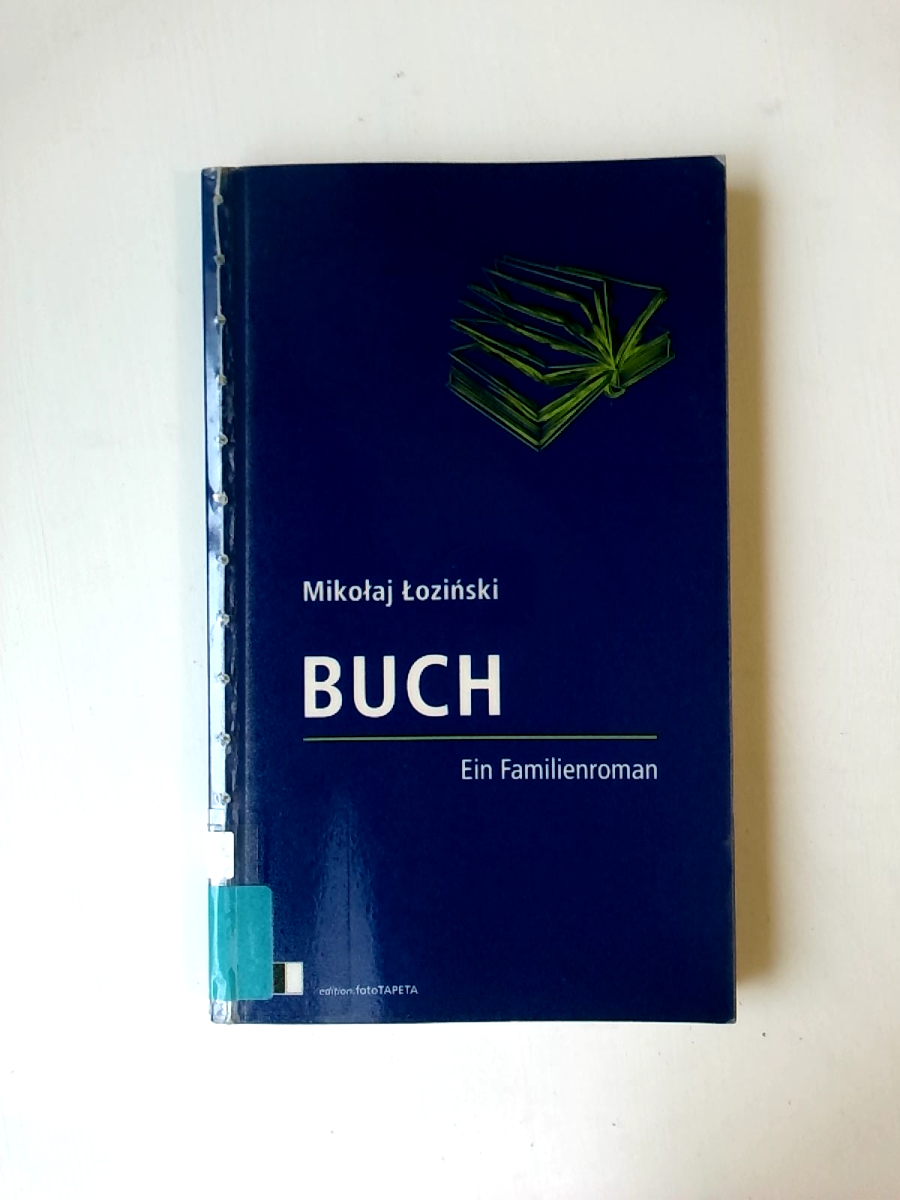 Mikołaj Łoziński
BUCH
Ein Familienroman
edition.fotoTAPETA